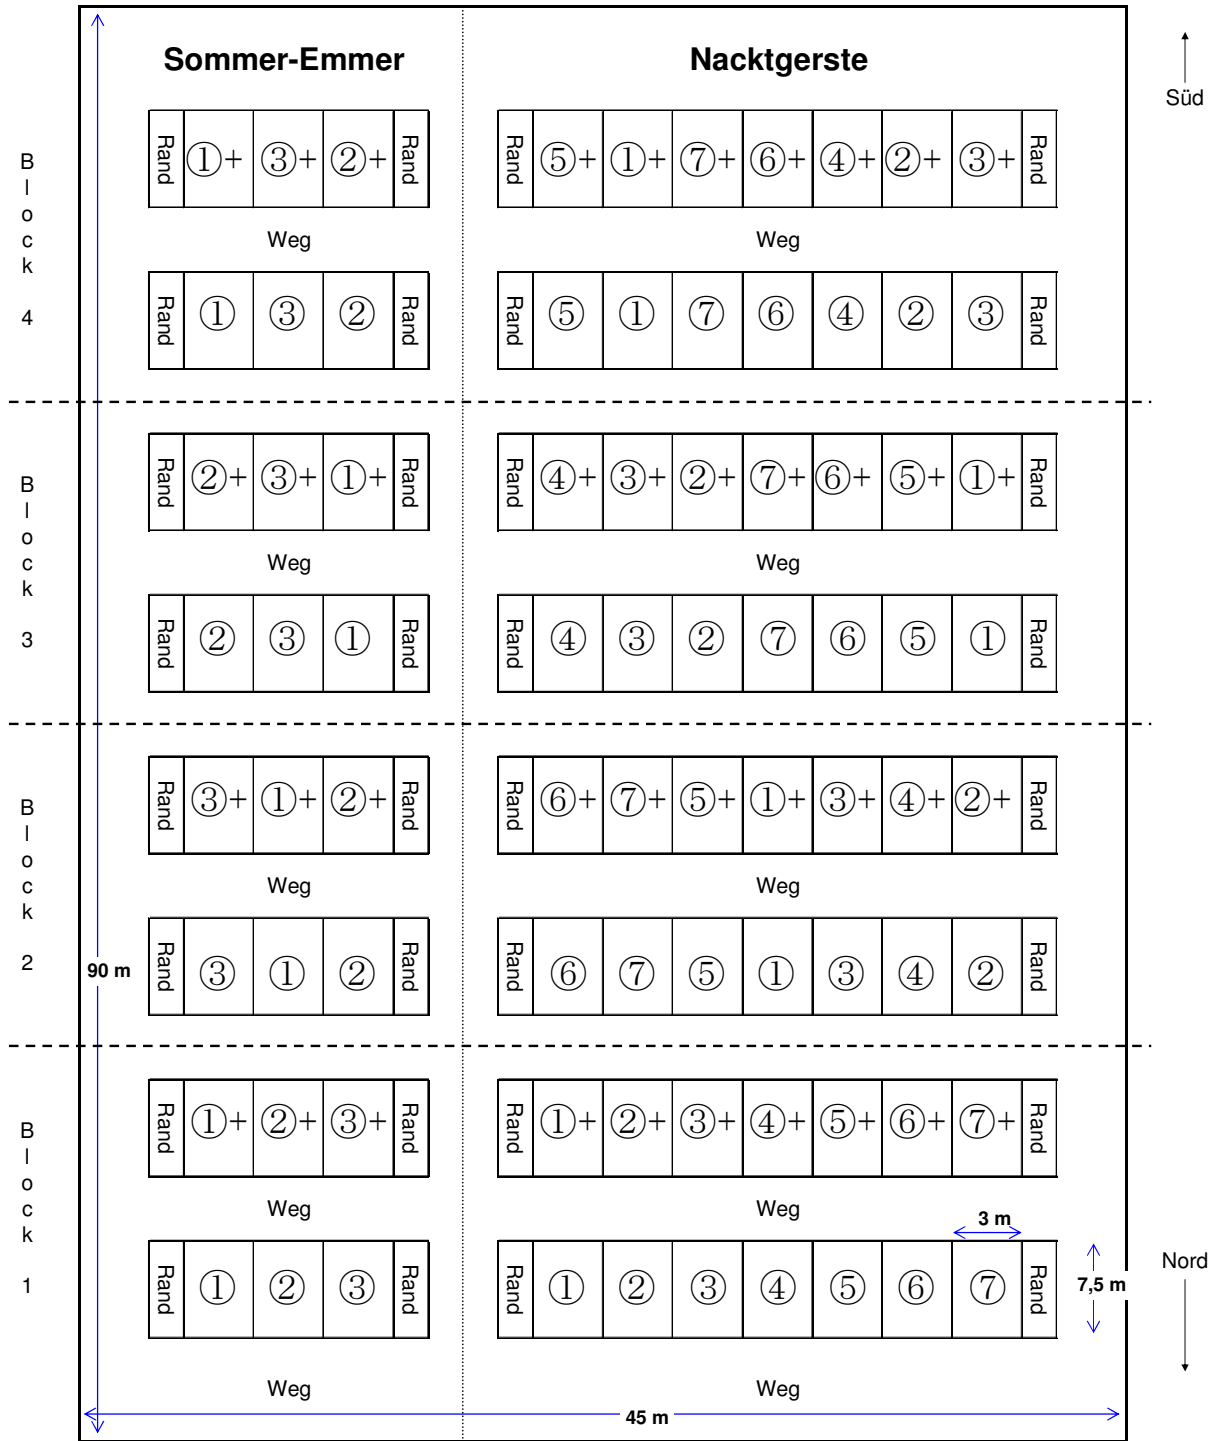 Sommer-Emmer Nacktgerste
Süd
Block 4
Rand ①+ ③+ ②+ Rand Rand ⑤+ ①+ ⑦+ ⑥+ ④+ ②+ ③+ Rand
Weg Weg
Rand ① ③ ② Rand Rand ⑤ ① ⑦ ⑥ ④ ② ③ Rand
Block 3
Rand ②+ ③+ ①+ Rand Rand ④+ ③+ ②+ ⑦+ ⑥+ ⑤+ ①+ Rand
Weg Weg
Rand ② ③ ① Rand Rand ④ ③ ② ⑦ ⑥ ⑤ ① Rand
Block 2
Rand ③+ ①+ ②+ Rand Rand ⑥+ ⑦+ ⑤+ ①+ ③+ ④+ ②+ Rand
Weg Weg
90 m
Rand ③ ① ② Rand Rand ⑥ ⑦ ⑤ ① ③ ④ ② Rand
Block 1
Rand ①+ ②+ ③+ Rand Rand ①+ ②+ ③+ ④+ ⑤+ ⑥+ ⑦+ Rand
Weg Weg
3 m
Rand ① ② ③ Rand Rand ① ② ③ ④ ⑤ ⑥ ⑦ Rand
7,5 m
Nord
Weg Weg
45 m